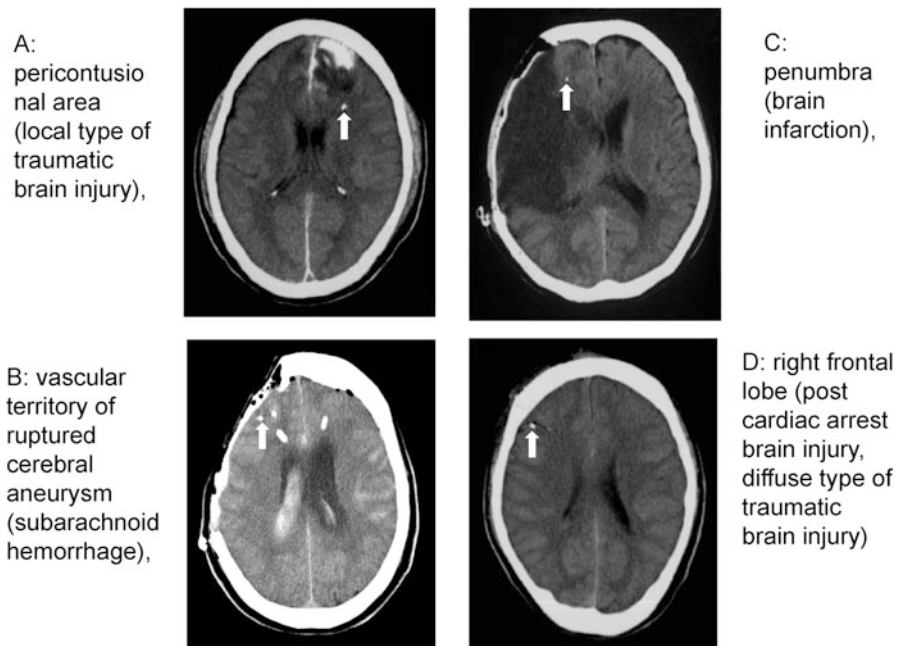 A:
pericontusio
nal area
(local type of
traumatic
brain injury),
C:
penumbra
(brain
infarction),
B: vascular
territory of
ruptured
cerebral
aneurysm
(subarachnoid
hemorrhage),
D: right frontal
lobe (post
cardiac arrest
brain injury,
diffuse type of
traumatic
brain injury)